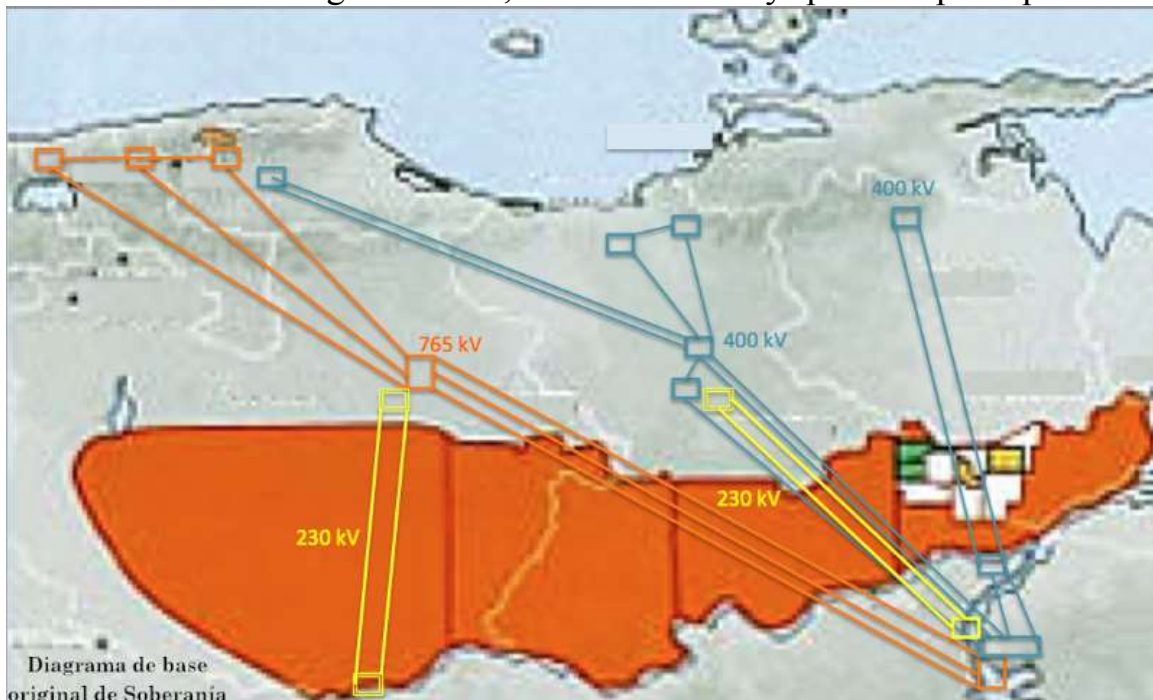 400 kV
765 kV
400 kV
230 kV
230 kV
Diagrama de base
original de Soberanía